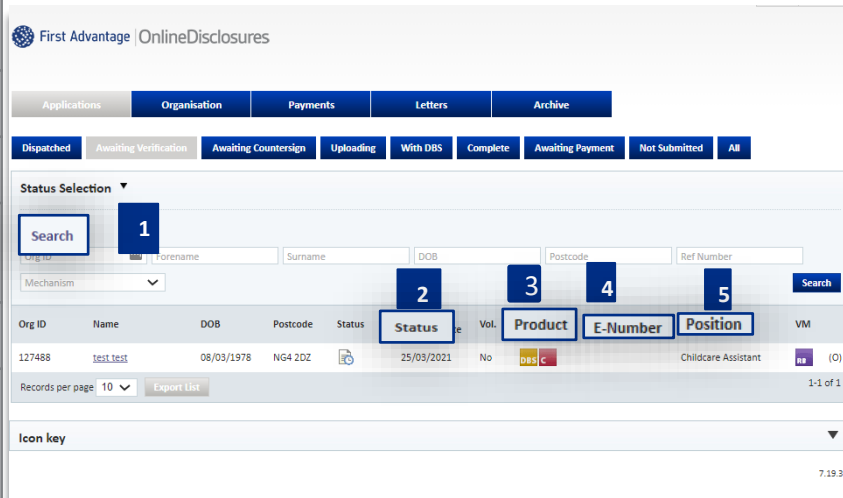 First Advantage OnlineDisclosures
Applications Organisation Payments Letters Archive
Dispatched Awaiting Verification Awaiting Countersign Uploading With DBS Complete Awaiting Payment Not Submitted All
Status Selection
1
Search
Org ID Forename Surname DOB Postcode Ref Number
Mechanism Search
2 3 4 5
Org ID Name DOB Postcode Status Status Vol. Product E-Number Position VM
127488 test test 08/03/1978 NG4 2DZ 25/03/2021 No DBS C Childcare Assistant RB (O)
Records per page 10 Export List 1-1 of 1
Icon key
7.19.3